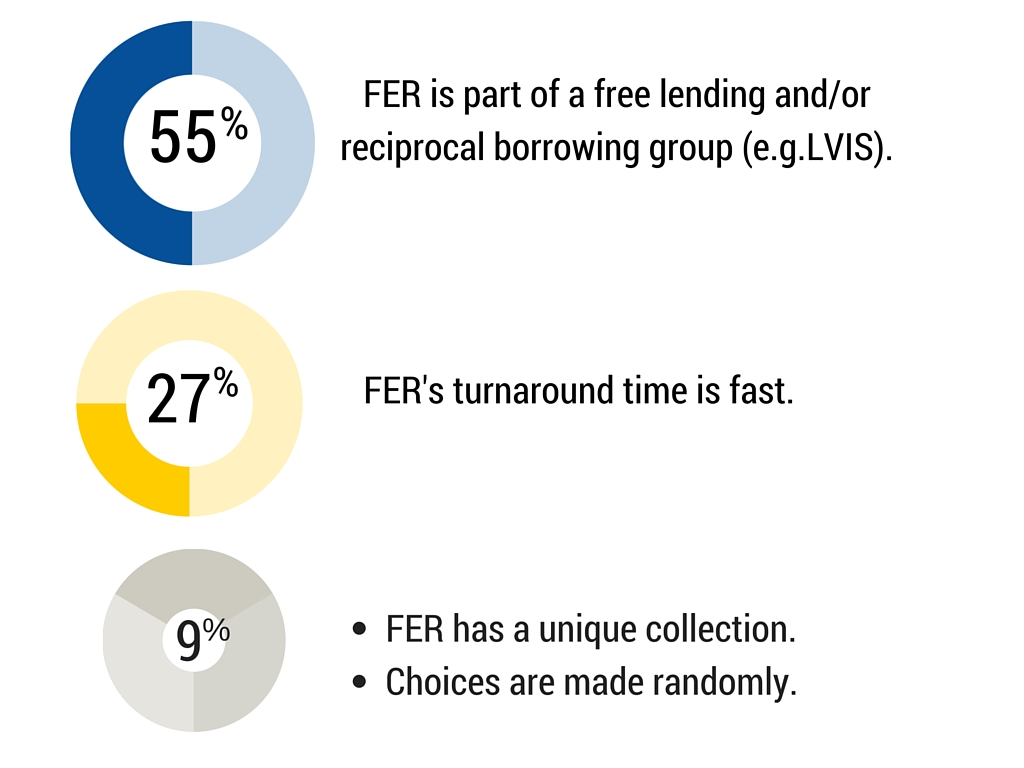 55%
FER is part of a free lending and/or
reciprocal borrowing group (e.g.LVIS).
27%
FER's turnaround time is fast.
9%
• FER has a unique collection.
• Choices are made randomly.